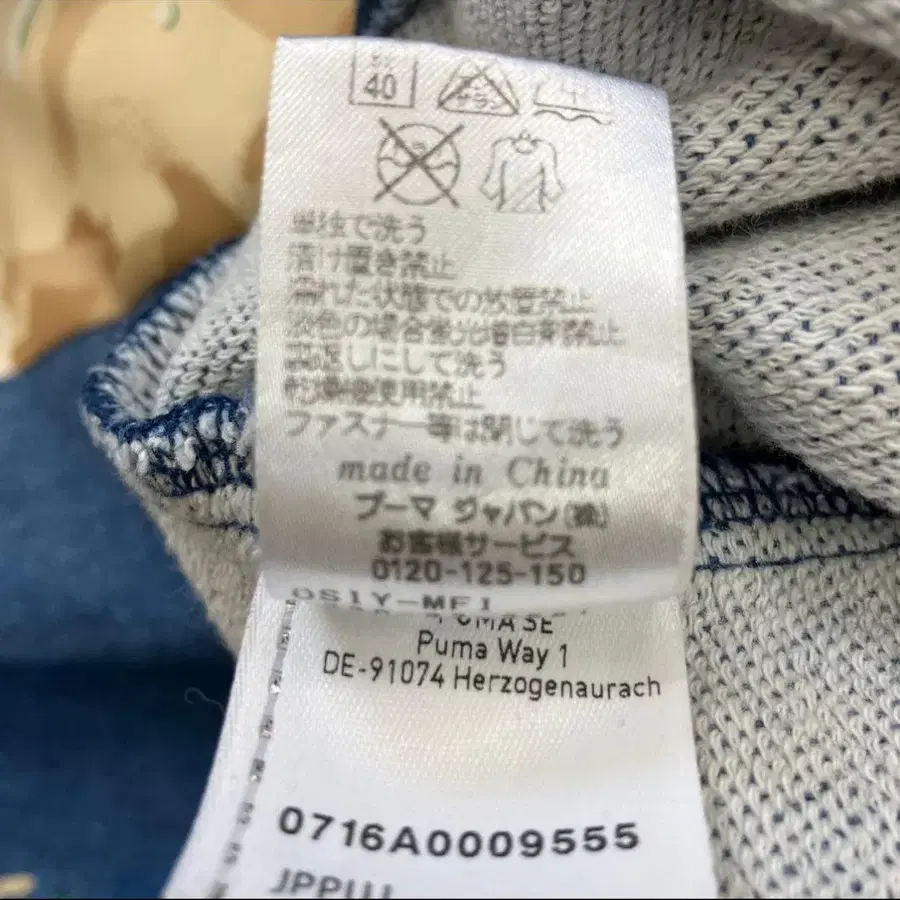 40
単独で洗う
漬け置き禁止
濡れた状態での放置禁止
淡色の場合蛍光増白剤禁止
裏返しにして洗う
乾燥機使用禁止
ファスナー等は閉じて洗う
made in China
プーマ ジャパン(株)
お客様サービス
0120-125-150
OS1Y-MFI
PUMA SE
Puma Way 1
DE-91074 Herzogenaurach
0716A0009555